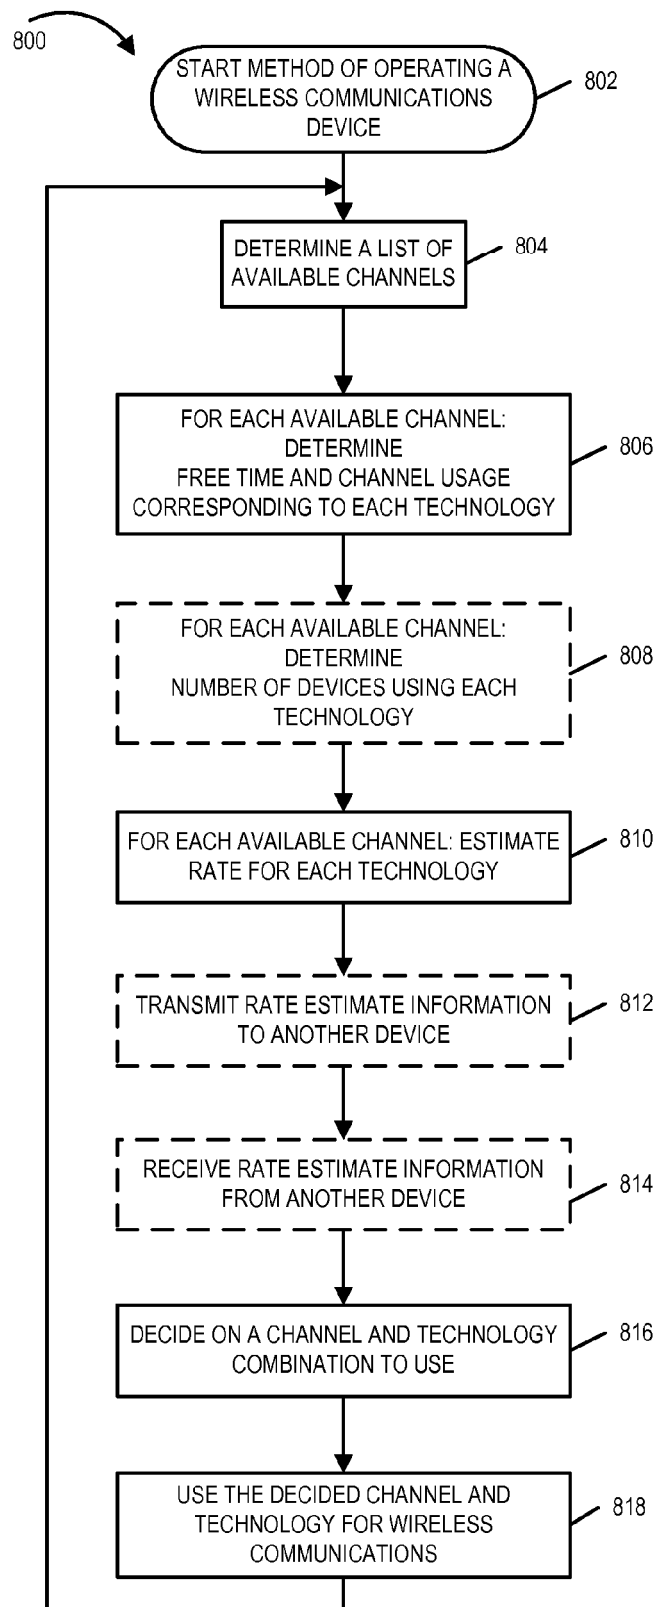 800
START METHOD OF OPERATING A
WIRELESS COMMUNICATIONS
DEVICE
802
DETERMINE A LIST OF
AVAILABLE CHANNELS
804
FOR EACH AVAILABLE CHANNEL:
DETERMINE
FREE TIME AND CHANNEL USAGE
CORRESPONDING TO EACH TECHNOLOGY
806
FOR EACH AVAILABLE CHANNEL:
DETERMINE
NUMBER OF DEVICES USING EACH
TECHNOLOGY
808
FOR EACH AVAILABLE CHANNEL: ESTIMATE
RATE FOR EACH TECHNOLOGY
810
TRANSMIT RATE ESTIMATE INFORMATION
TO ANOTHER DEVICE
812
RECEIVE RATE ESTIMATE INFORMATION
FROM ANOTHER DEVICE
814
DECIDE ON A CHANNEL AND TECHNOLOGY
COMBINATION TO USE
816
USE THE DECIDED CHANNEL AND
TECHNOLOGY FOR WIRELESS
COMMUNICATIONS
818